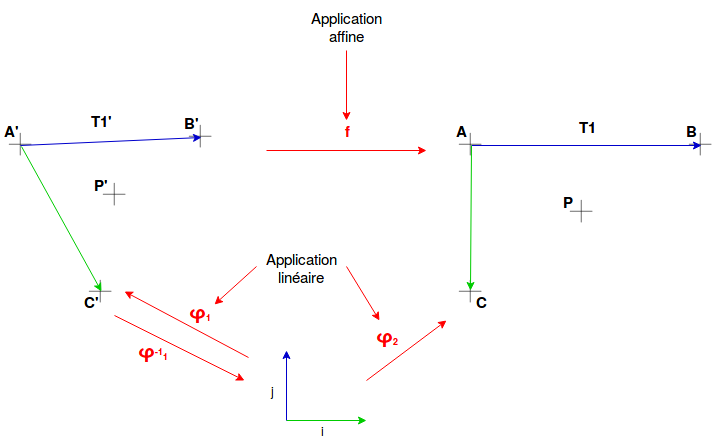 Application
affine
T1'
B'
A'
f
A
T1
B
P'
P
Application
linéaire
C'
C
φ₁
φ₂
φ⁻¹₁
j
i